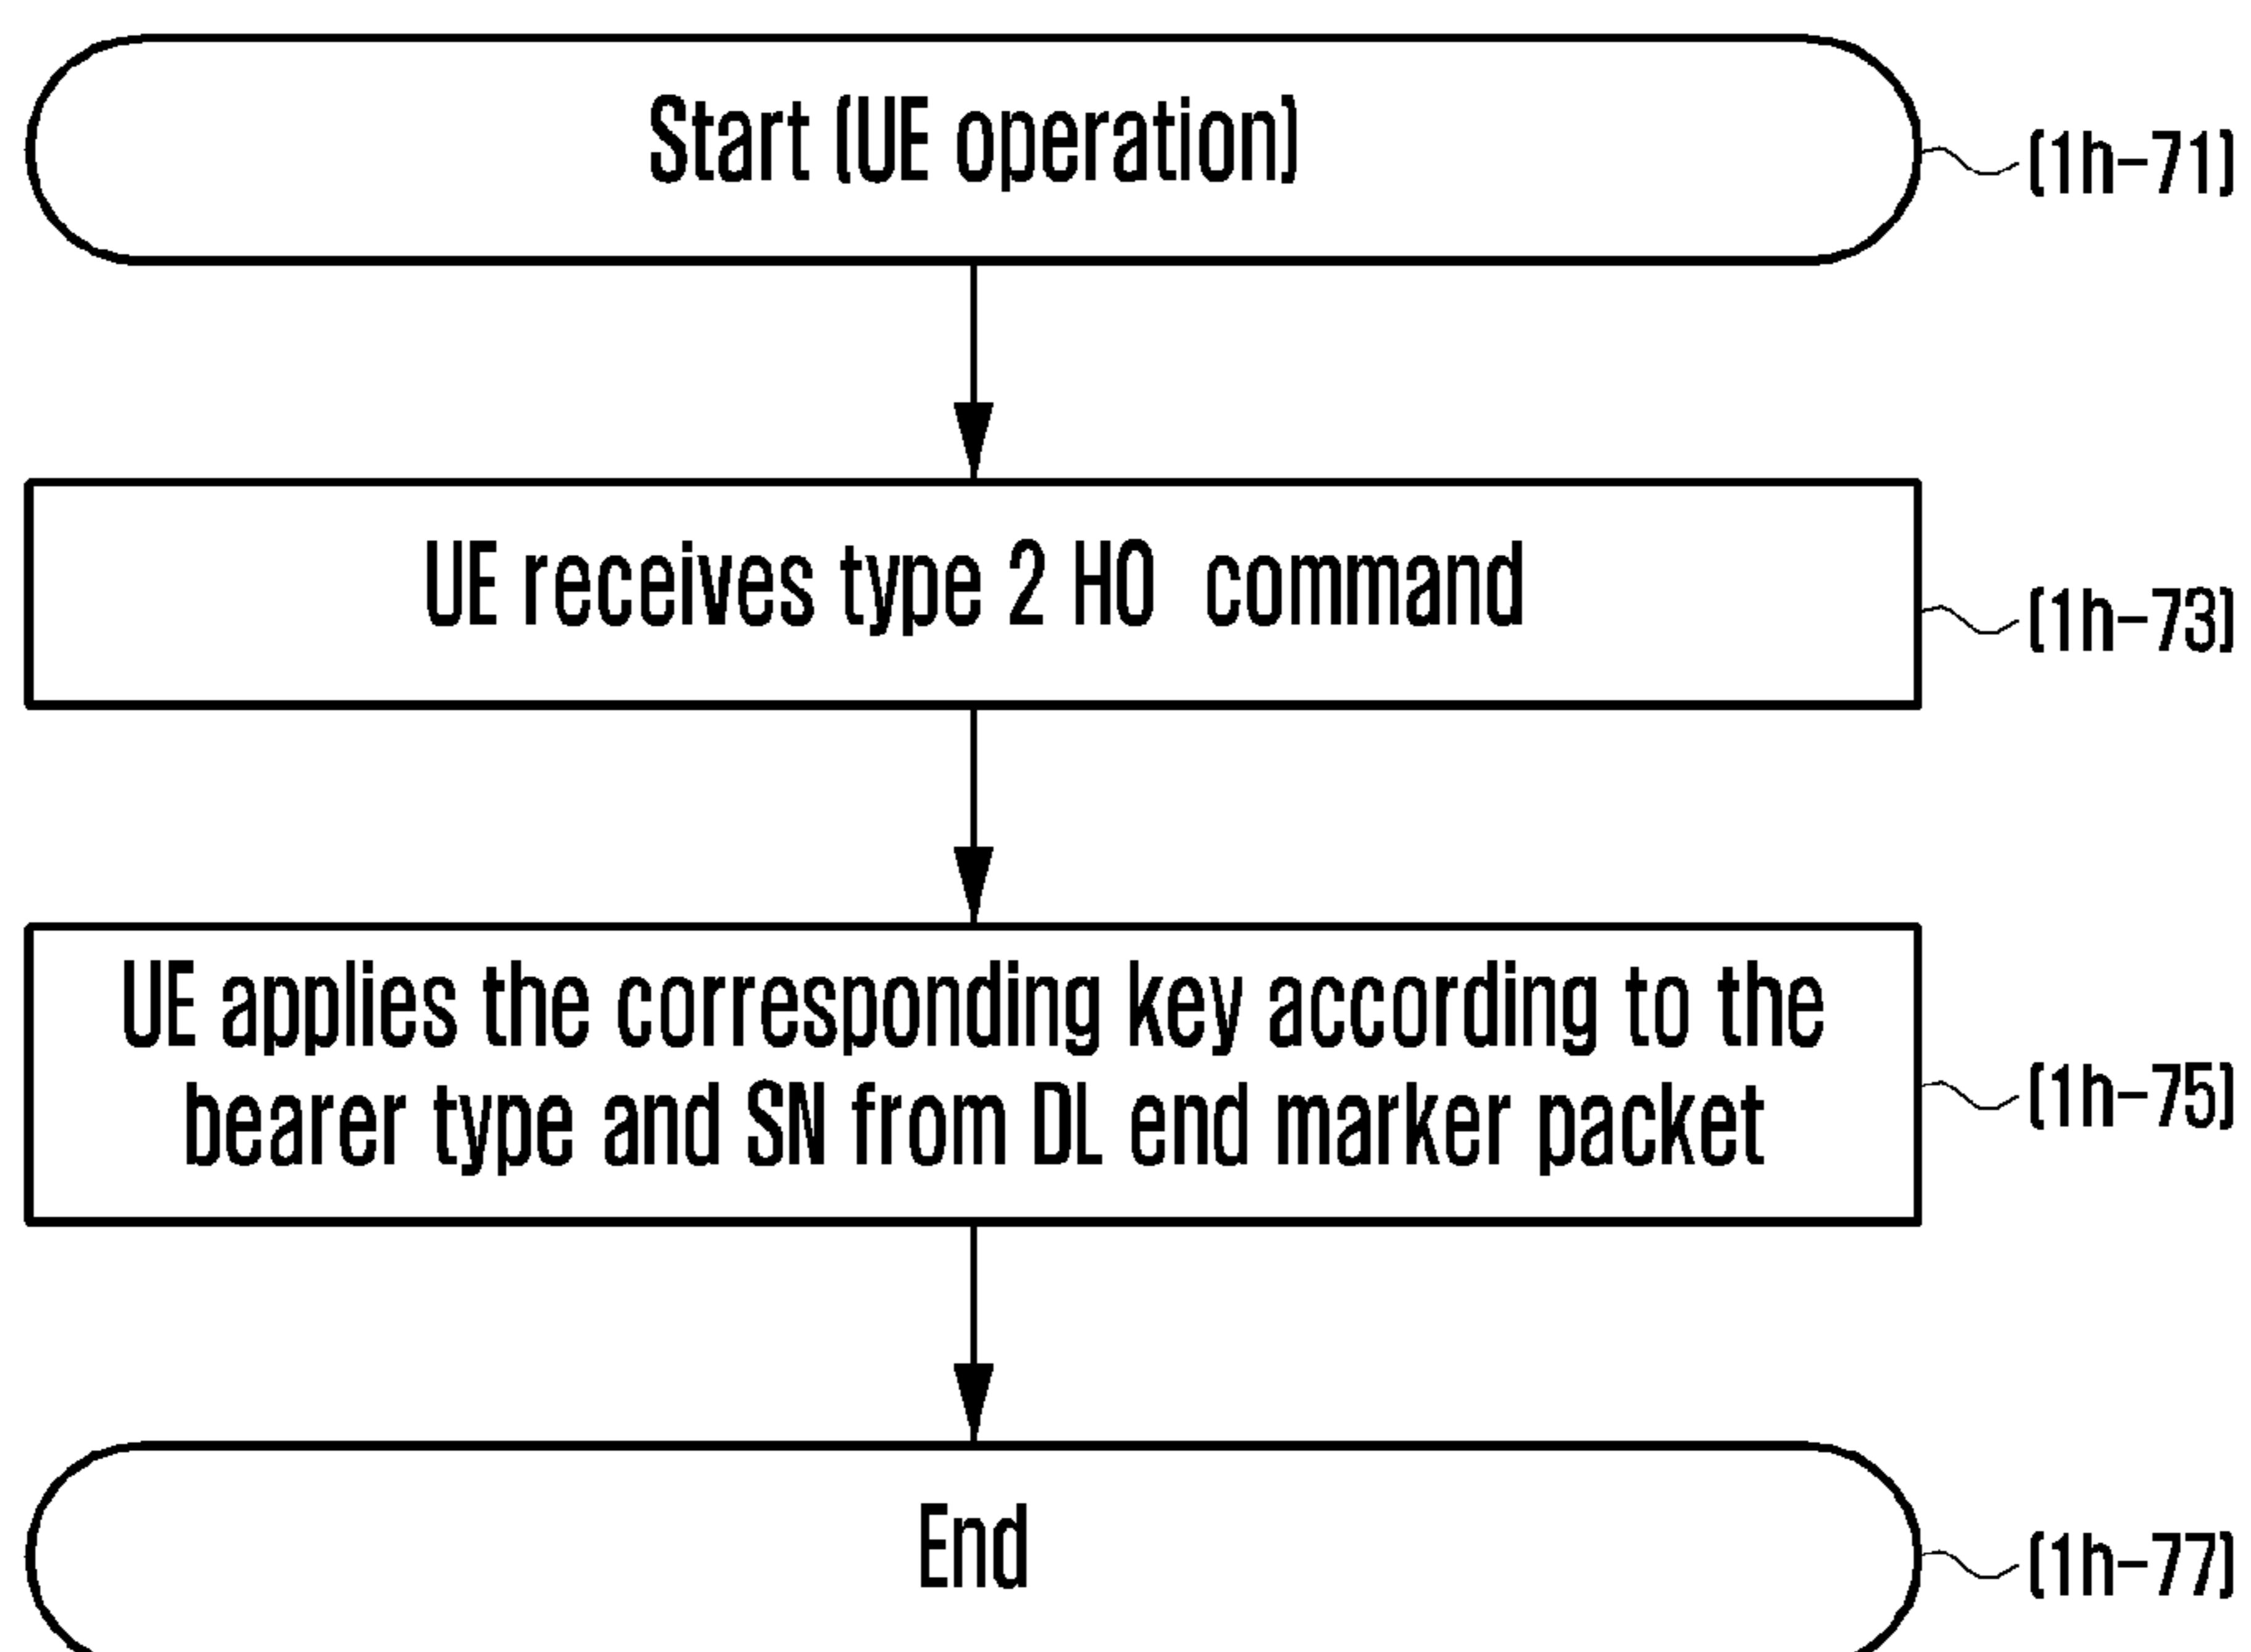 Start (UE operation)
(1h-71)
UE receives type 2 HO command
(1h-73)
UE applies the corresponding key according to the
bearer type and SN from DL end marker packet
(1h-75)
End
(1h-77)